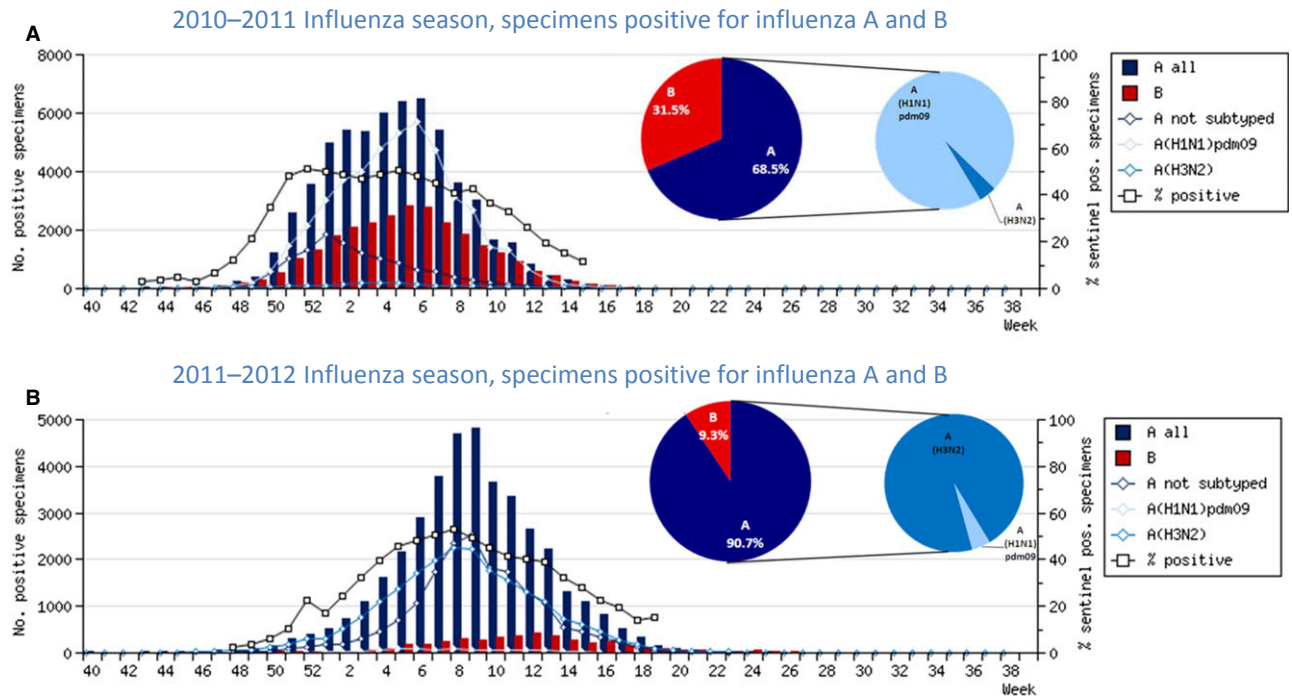 2010–2011 Influenza season, specimens positive for influenza A and B
A
8000
6000
4000
2000
0
No. positive specimens
40 42 44 46 48 50 52 2 4 6 8 10 12 14 16 18 20 22 24 26 28 30 32 34 36 38
Week
100
80
60
40
20
0
% sentinel pos. specimens
B
31.5%
A
68.5%
A
(H1N1)
pdm09
A
(H3N2)
A all
B
A not subtyped
A(H1N1)pdm09
A(H3N2)
% positive
2011–2012 Influenza season, specimens positive for influenza A and B
B
5000
4000
3000
2000
1000
0
No. positive specimens
40 42 44 46 48 50 52 2 4 6 8 10 12 14 16 18 20 22 24 26 28 30 32 34 36 38
Week
100
80
60
40
20
0
% sentinel pos. specimens
B
9.3%
A
90.7%
A
(H3N2)
A
(H1N1)
pdm09
A all
B
A not subtyped
A(H1N1)pdm09
A(H3N2)
% positive